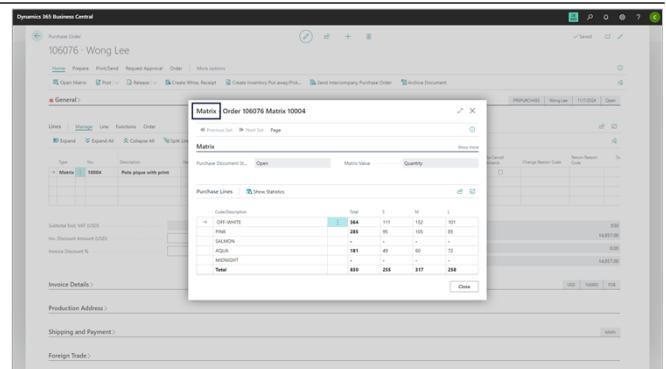 Dynamics 365 Business Central
Purchase Order
Saved
106076 · Wong Lee
Home Prepare Print/Send Request Approval Order More options
Open Matrix Post Release Create Whse. Receipt Create Inventory Put-away/Pick... Send Intercompany Purchase Order Archive Document
General >
PREPURCHASE Wong Lee 11/7/2024 Open
Lines Manage Line Functions Order
Expand Expand All Collapse All Split Line
Type No. Description
Change Reason Code Return Reason Code
Matrix 10004 Polo pique with print
Subtotal Excl. VAT (USD)
0.00
Inv. Discount Amount (USD)
14,057.00
Invoice Discount %
0.00
14,057.00
Invoice Details >
USD FOB
Production Address >
Shipping and Payment >
Foreign Trade >
Matrix Order 106076 Matrix 10004
Previous Set Next Set Page
Matrix
Show more
Purchase Document St... Open Matrix Value Quantity
Purchase Lines Show Statistics
Code/Description Total S M L
OFF-WHITE 364 111 152 101
PINK 285 95 105 85
SALMON - - - -
AQUA 181 49 60 72
MIDNIGHT - - - -
Total 830 255 317 258
Close